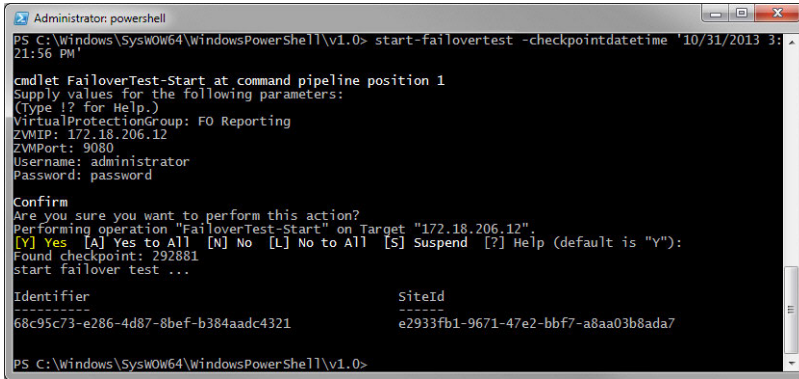 Administrator: powershell
PS C:\Windows\SysWOW64\WindowsPowerShell\v1.0> start-failovertest -checkpointdatetime '10/31/2013 3:
21:56 PM'
cmdlet FailoverTest-Start at command pipeline position 1
Supply values for the following parameters:
(Type !? for Help.)
VirtualProtectionGroup: FO Reporting
ZVMIP: 172.18.206.12
ZVMPort: 9080
Username: administrator
Password: password
Confirm
Are you sure you want to perform this action?
Performing operation "FailoverTest-Start" on Target "172.18.206.12".
[Y] Yes  [A] Yes to All  [N] No  [L] No to All  [S] Suspend  [?] Help (default is "Y"):
Found checkpoint: 292881
start failover test ...
Identifier SiteId
---------- ------
68c95c73-e286-4d87-8bef-b384aadc4321 e2933fb1-9671-47e2-bbf7-a8aa03b8ada7
PS C:\Windows\SysWOW64\WindowsPowerShell\v1.0>